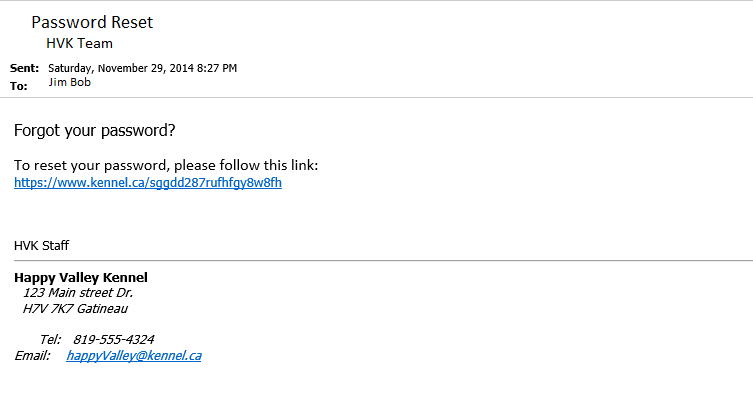 Password Reset
HVK Team
Sent: Saturday, November 29, 2014 8:27 PM
To: Jim Bob
Forgot your password?
To reset your password, please follow this link:
https://www.kennel.ca/sggdd287rufhfgy8w8fh
HVK Staff
Happy Valley Kennel
123 Main street Dr.
H7V 7K7 Gatineau
Tel: 819-555-4324
Email: happyValley@kennel.ca